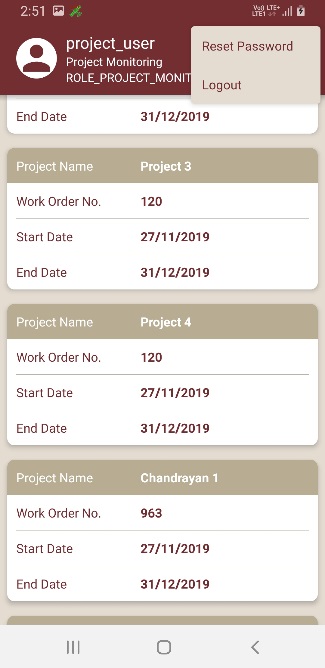 2:51 Vo)) LTE+ LTE1
project_user
Project Monitoring
ROLE_PROJECT_MONIT
Reset Password
Logout
End Date 31/12/2019
Project Name Project 3
Work Order No. 120
Start Date 27/11/2019
End Date 31/12/2019
Project Name Project 4
Work Order No. 120
Start Date 27/11/2019
End Date 31/12/2019
Project Name Chandrayan 1
Work Order No. 963
Start Date 27/11/2019
End Date 31/12/2019